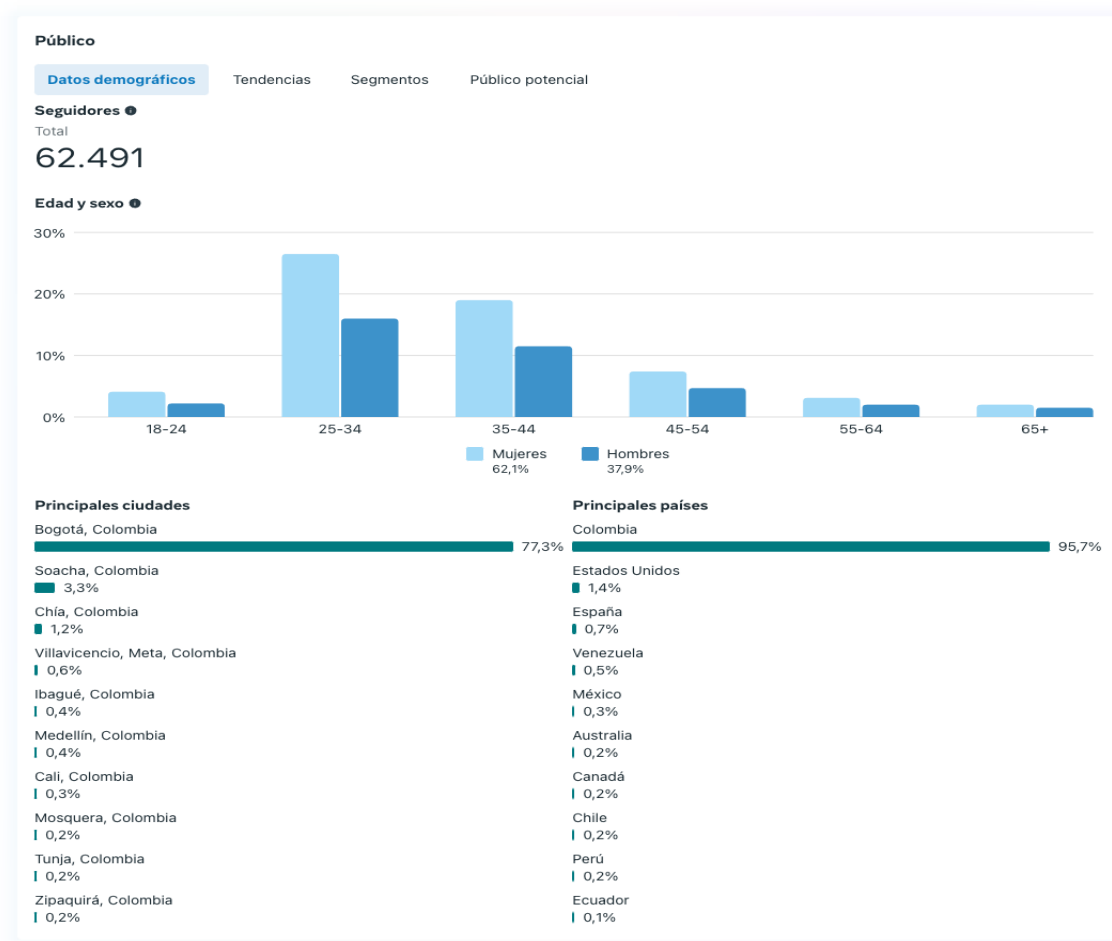 Público
Datos demográficos Tendencias Segmentos Público potencial
Seguidores
Total
62.491
Edad y sexo
30%
20%
10%
0%
18-24 25-34 35-44 45-54 55-64 65+
Mujeres Hombres
62,1% 37,9%
Principales ciudades
Bogotá, Colombia
77,3%
Soacha, Colombia
3,3%
Chía, Colombia
1,2%
Villavicencio, Meta, Colombia
0,6%
Ibagué, Colombia
0,4%
Medellín, Colombia
0,4%
Cali, Colombia
0,3%
Mosquera, Colombia
0,2%
Tunja, Colombia
0,2%
Zipaquirá, Colombia
0,2%
Principales países
Colombia
95,7%
Estados Unidos
1,4%
España
0,7%
Venezuela
0,5%
México
0,3%
Australia
0,2%
Canadá
0,2%
Chile
0,2%
Perú
0,2%
Ecuador
0,1%